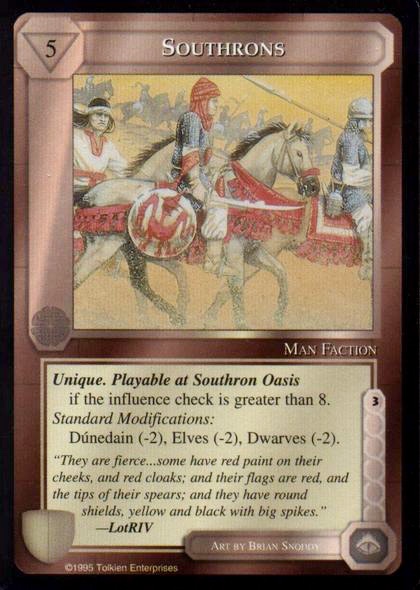 5
SOUTHRONS
MAN FACTION
Unique. Playable at Southron Oasis
if the influence check is greater than 8.
Standard Modifications:
Dúnedain (-2), Elves (-2), Dwarves (-2).
“They are fierce...some have red paint on their
cheeks, and red cloaks; and their flags are red, and
the tips of their spears; and they have round
shields, yellow and black with big spikes.”
—LotRIV
3
ART BY BRIAN SNODDY
©1995 Tolkien Enterprises